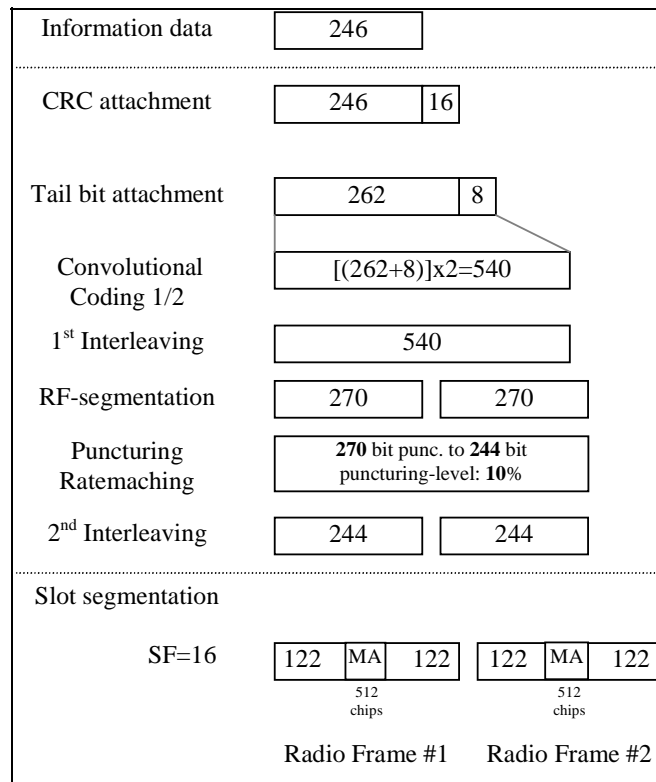 Information data 246
CRC attachment 246 16
Tail bit attachment 262 8
Convolutional [(262+8)]x2=540
Coding 1/2
1st Interleaving 540
RF-segmentation 270 270
Puncturing 270 bit punc. to 244 bit
Ratemaching puncturing-level: 10%
2nd Interleaving 244 244
Slot segmentation
SF=16 122 MA 122 122 MA 122
512 512
chips chips
Radio Frame #1 Radio Frame #2